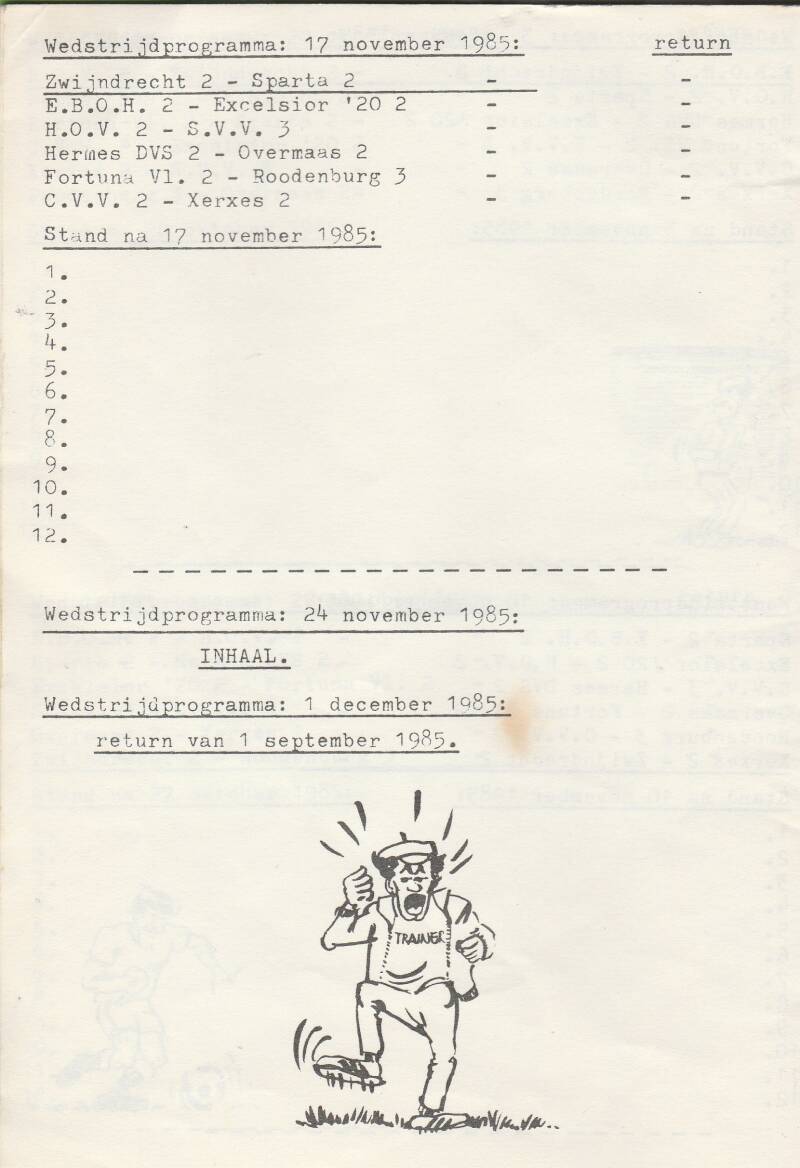 Wedstrijdprogramma: 17 november 1985: return
Zwijndrecht 2 - Sparta 2 - -
E.B.O.H. 2 - Excelsior '20 2 - -
H.O.V. 2 - S.V.V. 3 - -
Hermes DVS 2 - Overmaas 2 - -
Fortuna Vl. 2 - Roodenburg 3 - -
C.V.V. 2 - Xerxes 2 - -
Stand na 17 november 1985:
1.
2.
3.
4.
5.
6.
7.
8.
9.
10.
11.
12.
Wedstrijdprogramma: 24 november 1985:
INHAAL.
Wedstrijdprogramma: 1 december 1985:
return van 1 september 1985.
TRAINER